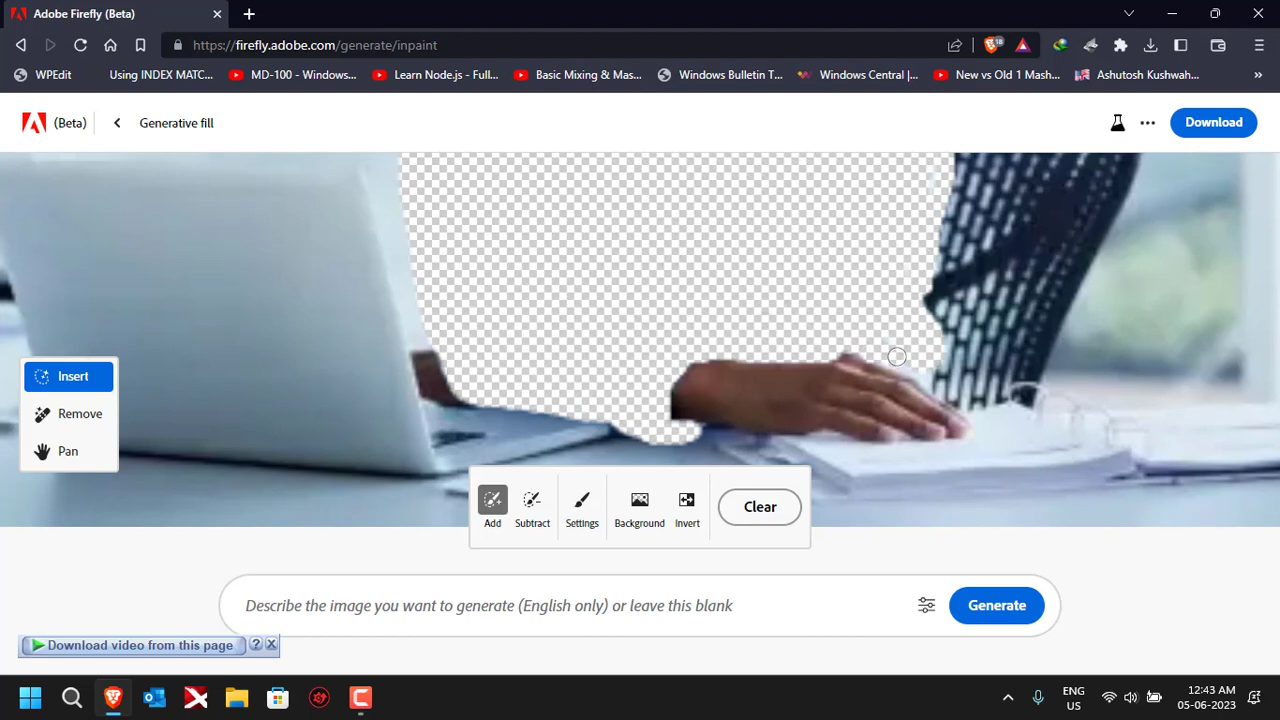 Adobe Firefly (Beta)
https://firefly.adobe.com/generate/inpaint
18
WPEdit
Using INDEX MATC...
MD-100 - Windows...
Learn Node.js - Full...
Basic Mixing & Mas...
Windows Bulletin T...
Windows Central |...
New vs Old 1 Mash...
Ashutosh Kushwah...
»
(Beta)
Generative fill
Download
Insert
Remove
Pan
Add
Subtract
Settings
Background
Invert
Clear
Describe the image you want to generate (English only) or leave this blank
Generate
Download video from this page
?
ENG
US
12:43 AM
05-06-2023